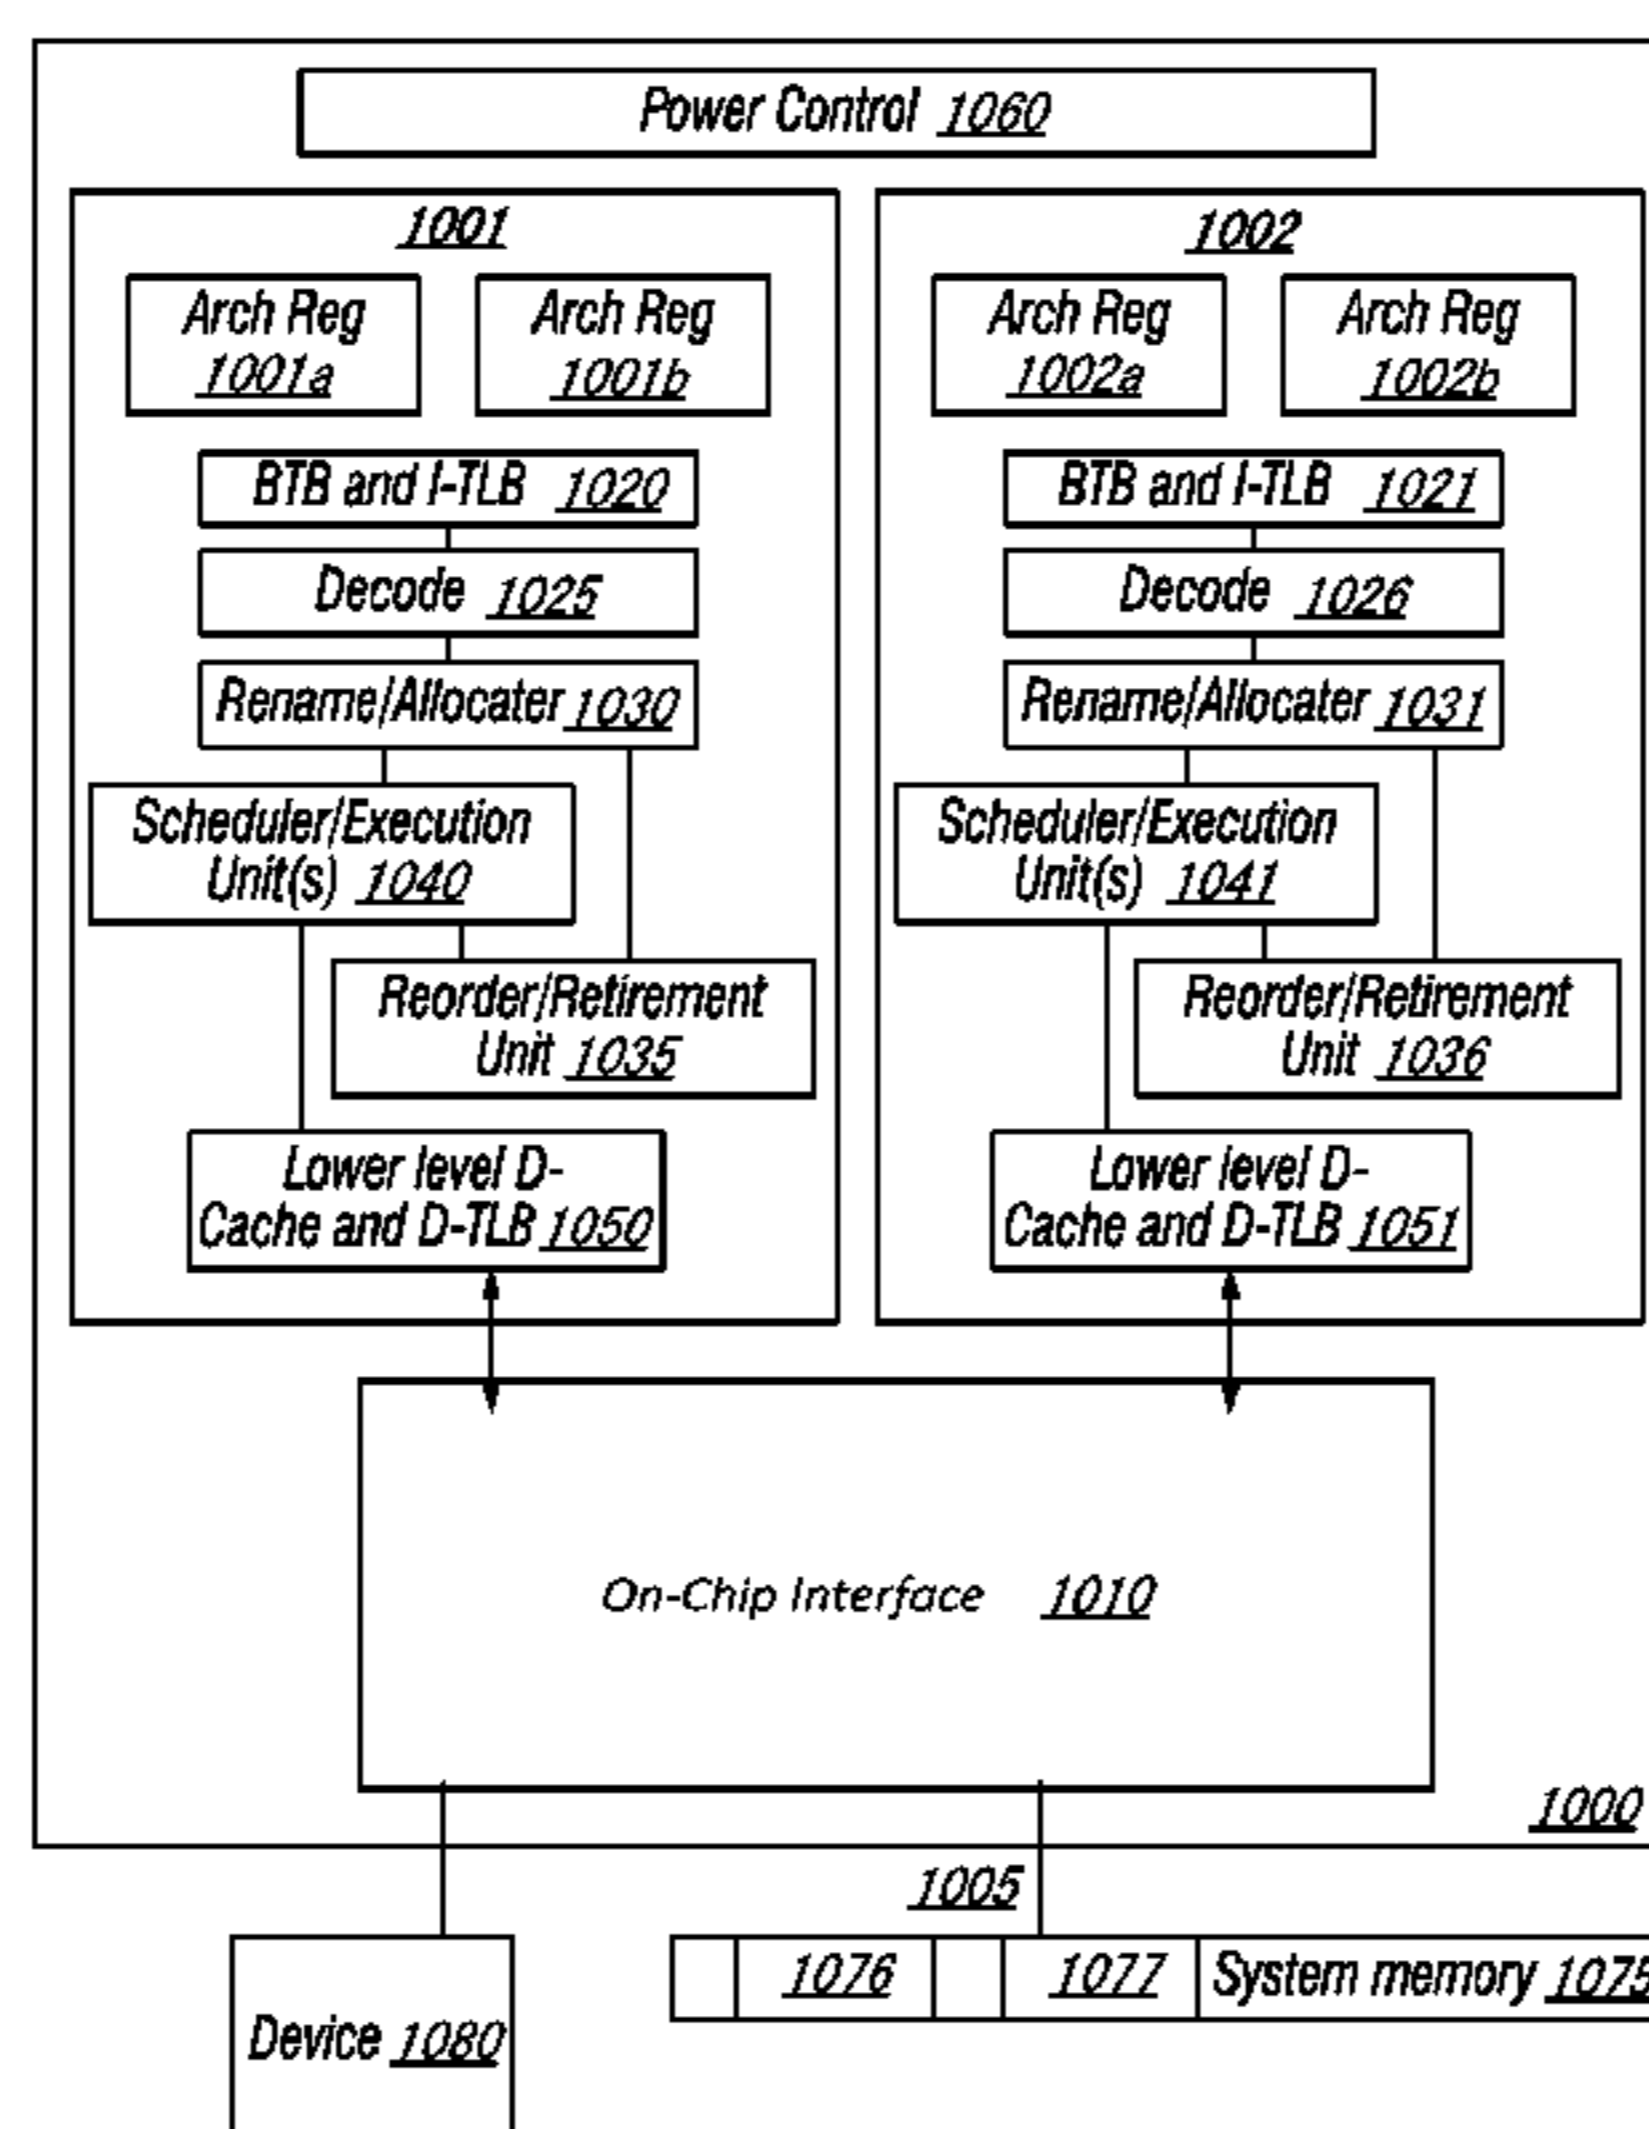 Power Control 1060
1001
Arch Reg
1001a
Arch Reg
1001b
BTB and I-TLB 1020
Decode 1025
Rename/Allocater 1030
Scheduler/Execution
Unit(s) 1040
Reorder/Retirement
Unit 1035
Lower level D-
Cache and D-TLB 1050
1002
Arch Reg
1002a
Arch Reg
1002b
BTB and I-TLB 1021
Decode 1026
Rename/Allocater 1031
Scheduler/Execution
Unit(s) 1041
Reorder/Retirement
Unit 1036
Lower level D-
Cache and D-TLB 1051
On-Chip Interface 1010
1000
1005
1076
1077
System memory 1075
Device 1080